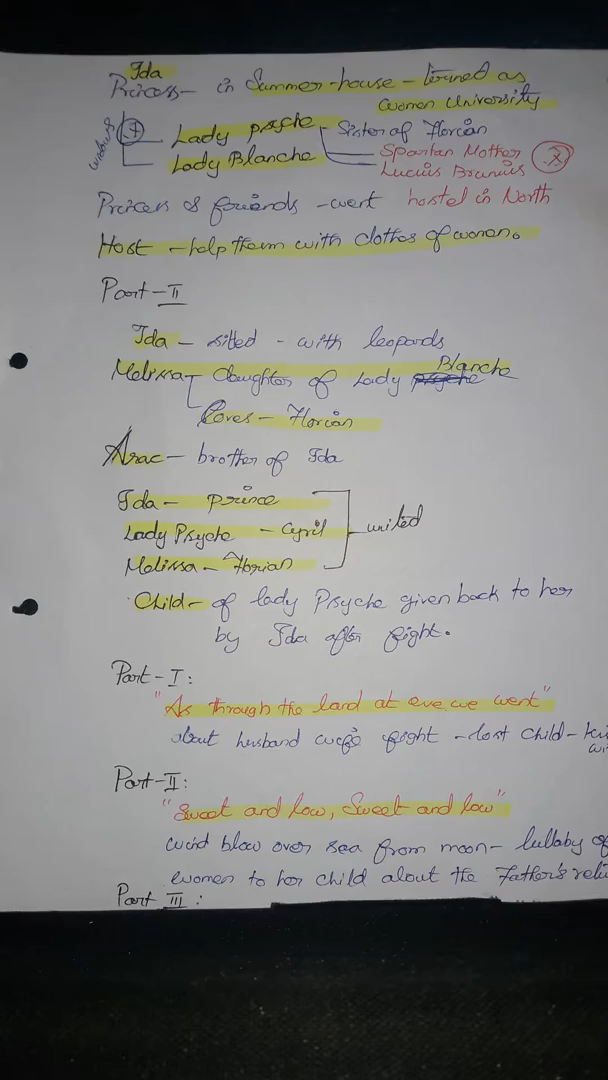 Ida
Princess - in Summer-house - turned as
women University
widows
Lady psyche - Sister of Florian
Lady Blanche
Spartan Mother
Lucius Brunius
Princes & friends - went hostel in North
Host - help them with clothes of women.
Part-II
Ida - sitted - with leopards
Melissa - daughter of Lady Blanche
Loves - Florian
Arac - brother of Ida
Ida - prince
Lady Psyche - Cyril
united
Melissa - Florian
Child - of lady Psyche given back to her
by Ida after fight.
Part-I:
"As through the land at eve we went"
about husband wife fight - lost child -
Part-II:
"Sweet and low, Sweet and low"
wind blow over sea from moon - lullaby of
women to her child about the Father's
Part III: